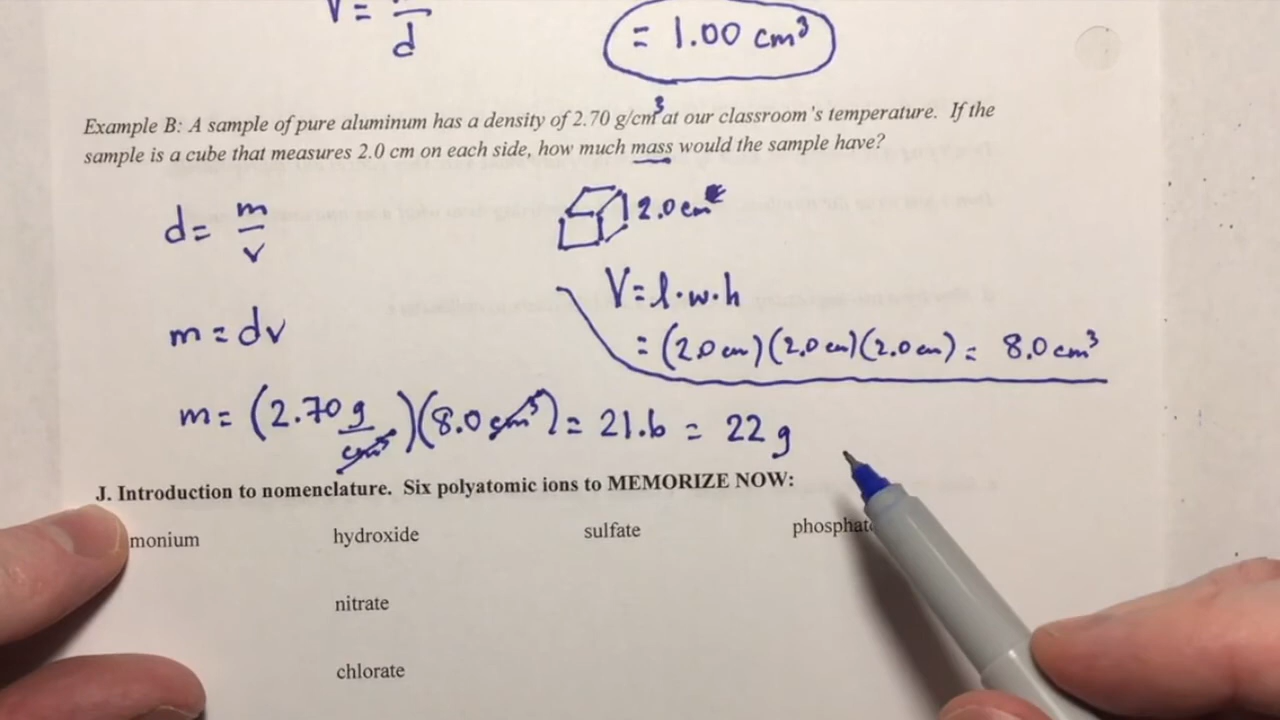 V =
d
= 1.00 cm³
Example B: A sample of pure aluminum has a density of 2.70 g/cm³ at our classroom's temperature. If the
sample is a cube that measures 2.0 cm on each side, how much mass would the sample have?
d = m/v
2.0 cm
V = l·w·h
m = dv
= (2.0 cm)(2.0 cm)(2.0 cm) = 8.0 cm³
m = (2.70 g/cm³)(8.0 cm³) = 21.6 = 22 g
J. Introduction to nomenclature. Six polyatomic ions to MEMORIZE NOW:
monium hydroxide sulfate phosphat
nitrate
chlorate